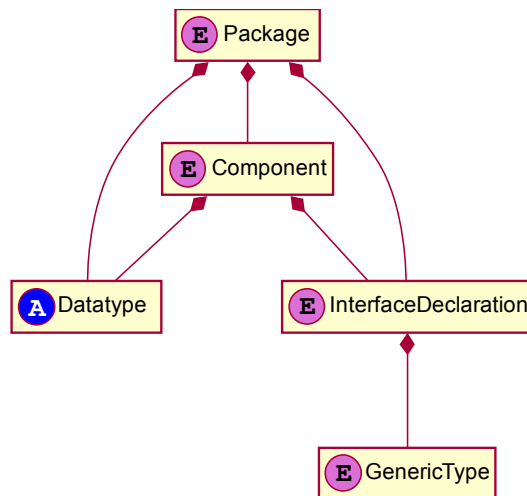 E Package
E Component
A Datatype
E InterfaceDeclaration
E GenericType